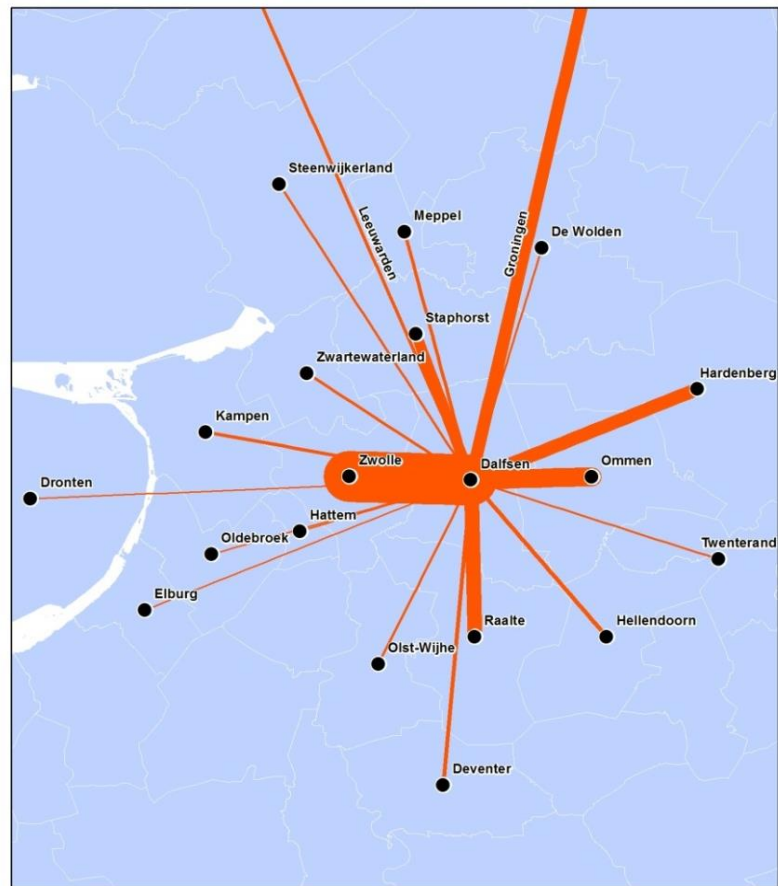 Steenwijkerland
Leeuwarden
Meppel
Groningen
De Wolden
Staphorst
Zwartewaterland
Hardenberg
Kampen
Zwolle
Dalfsen
Ommen
Dronten
Hattem
Oldebroek
Twenterand
Elburg
Raalte
Hellendoorn
Olst-Wijhe
Deventer